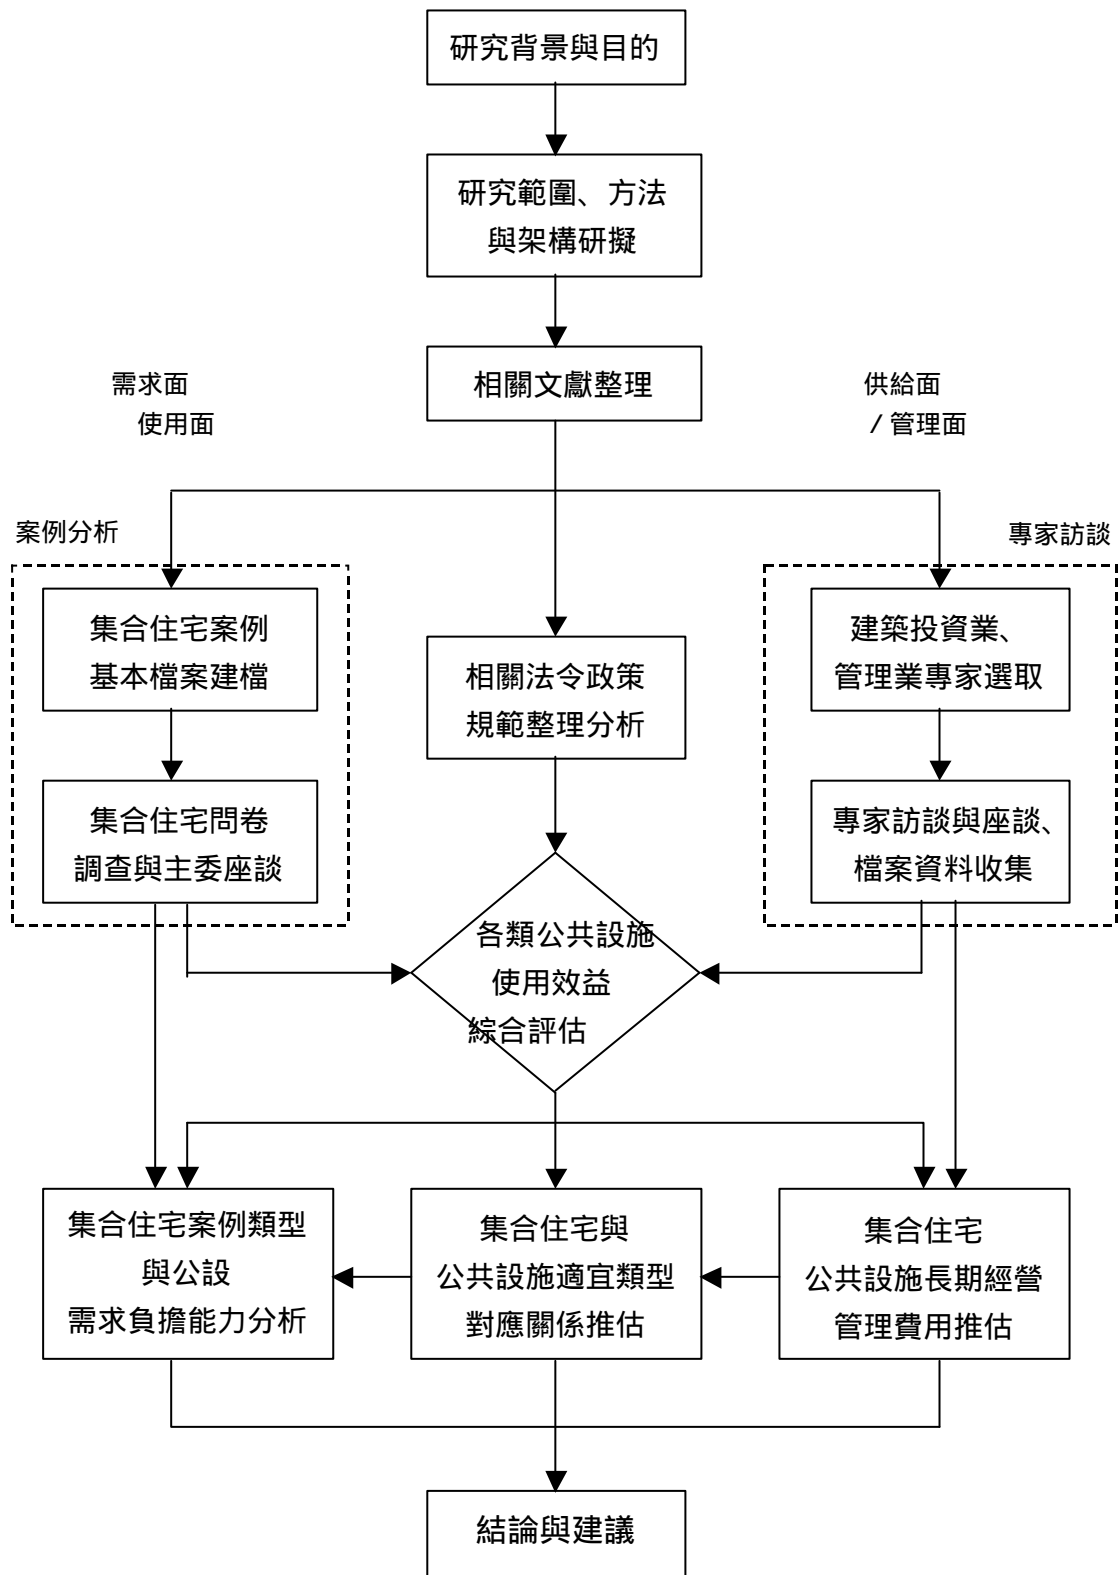 研究背景與目的
研究範圍、方法
與架構研擬
相關文獻整理
需求面
使用面
供給面
/ 管理面
案例分析
專家訪談
集合住宅案例
基本檔案建檔
相關法令政策
規範整理分析
建築投資業、
管理業專家選取
集合住宅問卷
調查與主委座談
專家訪談與座談、
檔案資料收集
各類公共設施
使用效益
綜合評估
集合住宅案例類型
與公設
需求負擔能力分析
集合住宅與
公共設施適宜類型
對應關係推估
集合住宅
公共設施長期經營
管理費用推估
結論與建議